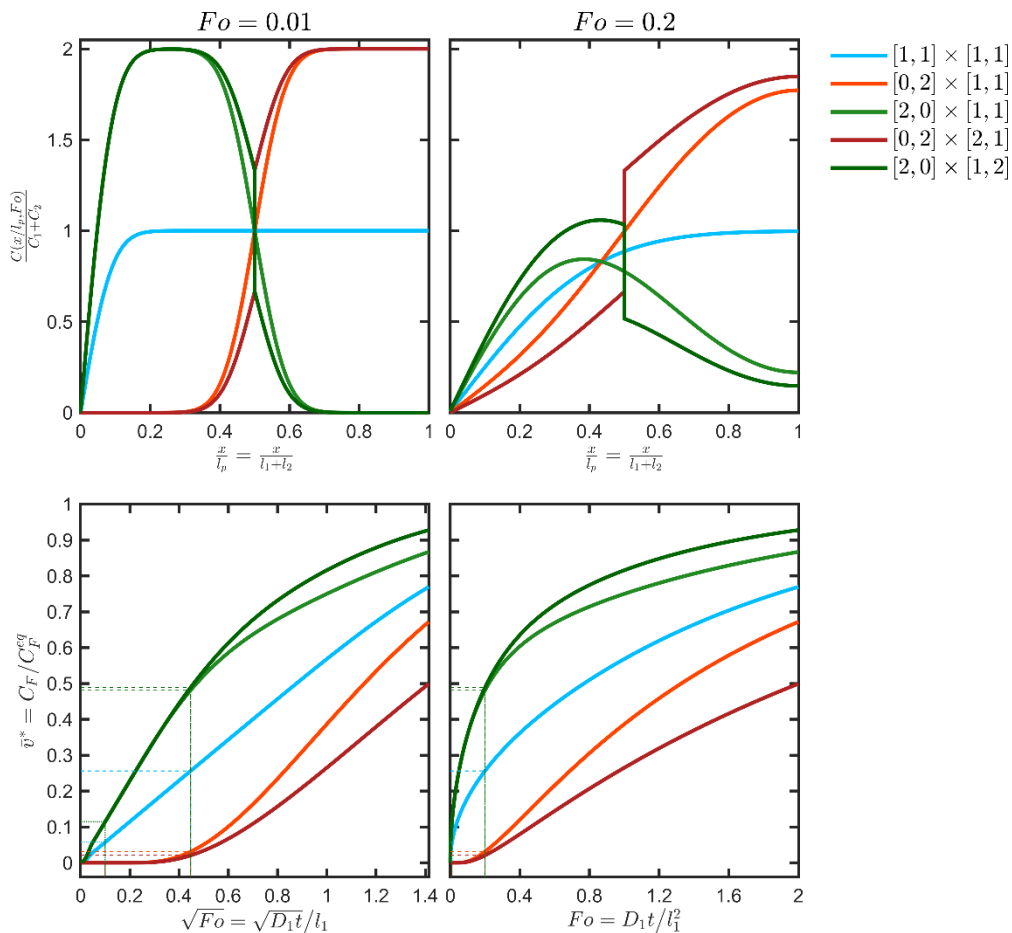 Fo = 0.01
Fo = 0.2
[1, 1] × [1, 1]
[0, 2] × [1, 1]
[2, 0] × [1, 1]
[0, 2] × [2, 1]
[2, 0] × [1, 2]
C(x/l_p,Fo) / C_1+C_2
2
1.5
1
0.5
0
0 0.2 0.4 0.6 0.8 1
0 0.2 0.4 0.6 0.8 1
x/l_p = x/l_1+l_2
x/l_p = x/l_1+l_2
v̄* = C_F/C_F^eq
1
0.9
0.8
0.7
0.6
0.5
0.4
0.3
0.2
0.1
0
0 0.2 0.4 0.6 0.8 1 1.2 1.4
0 0.4 0.8 1.2 1.6 2
√Fo = √D_1t/l_1
Fo = D_1t/l_1^2